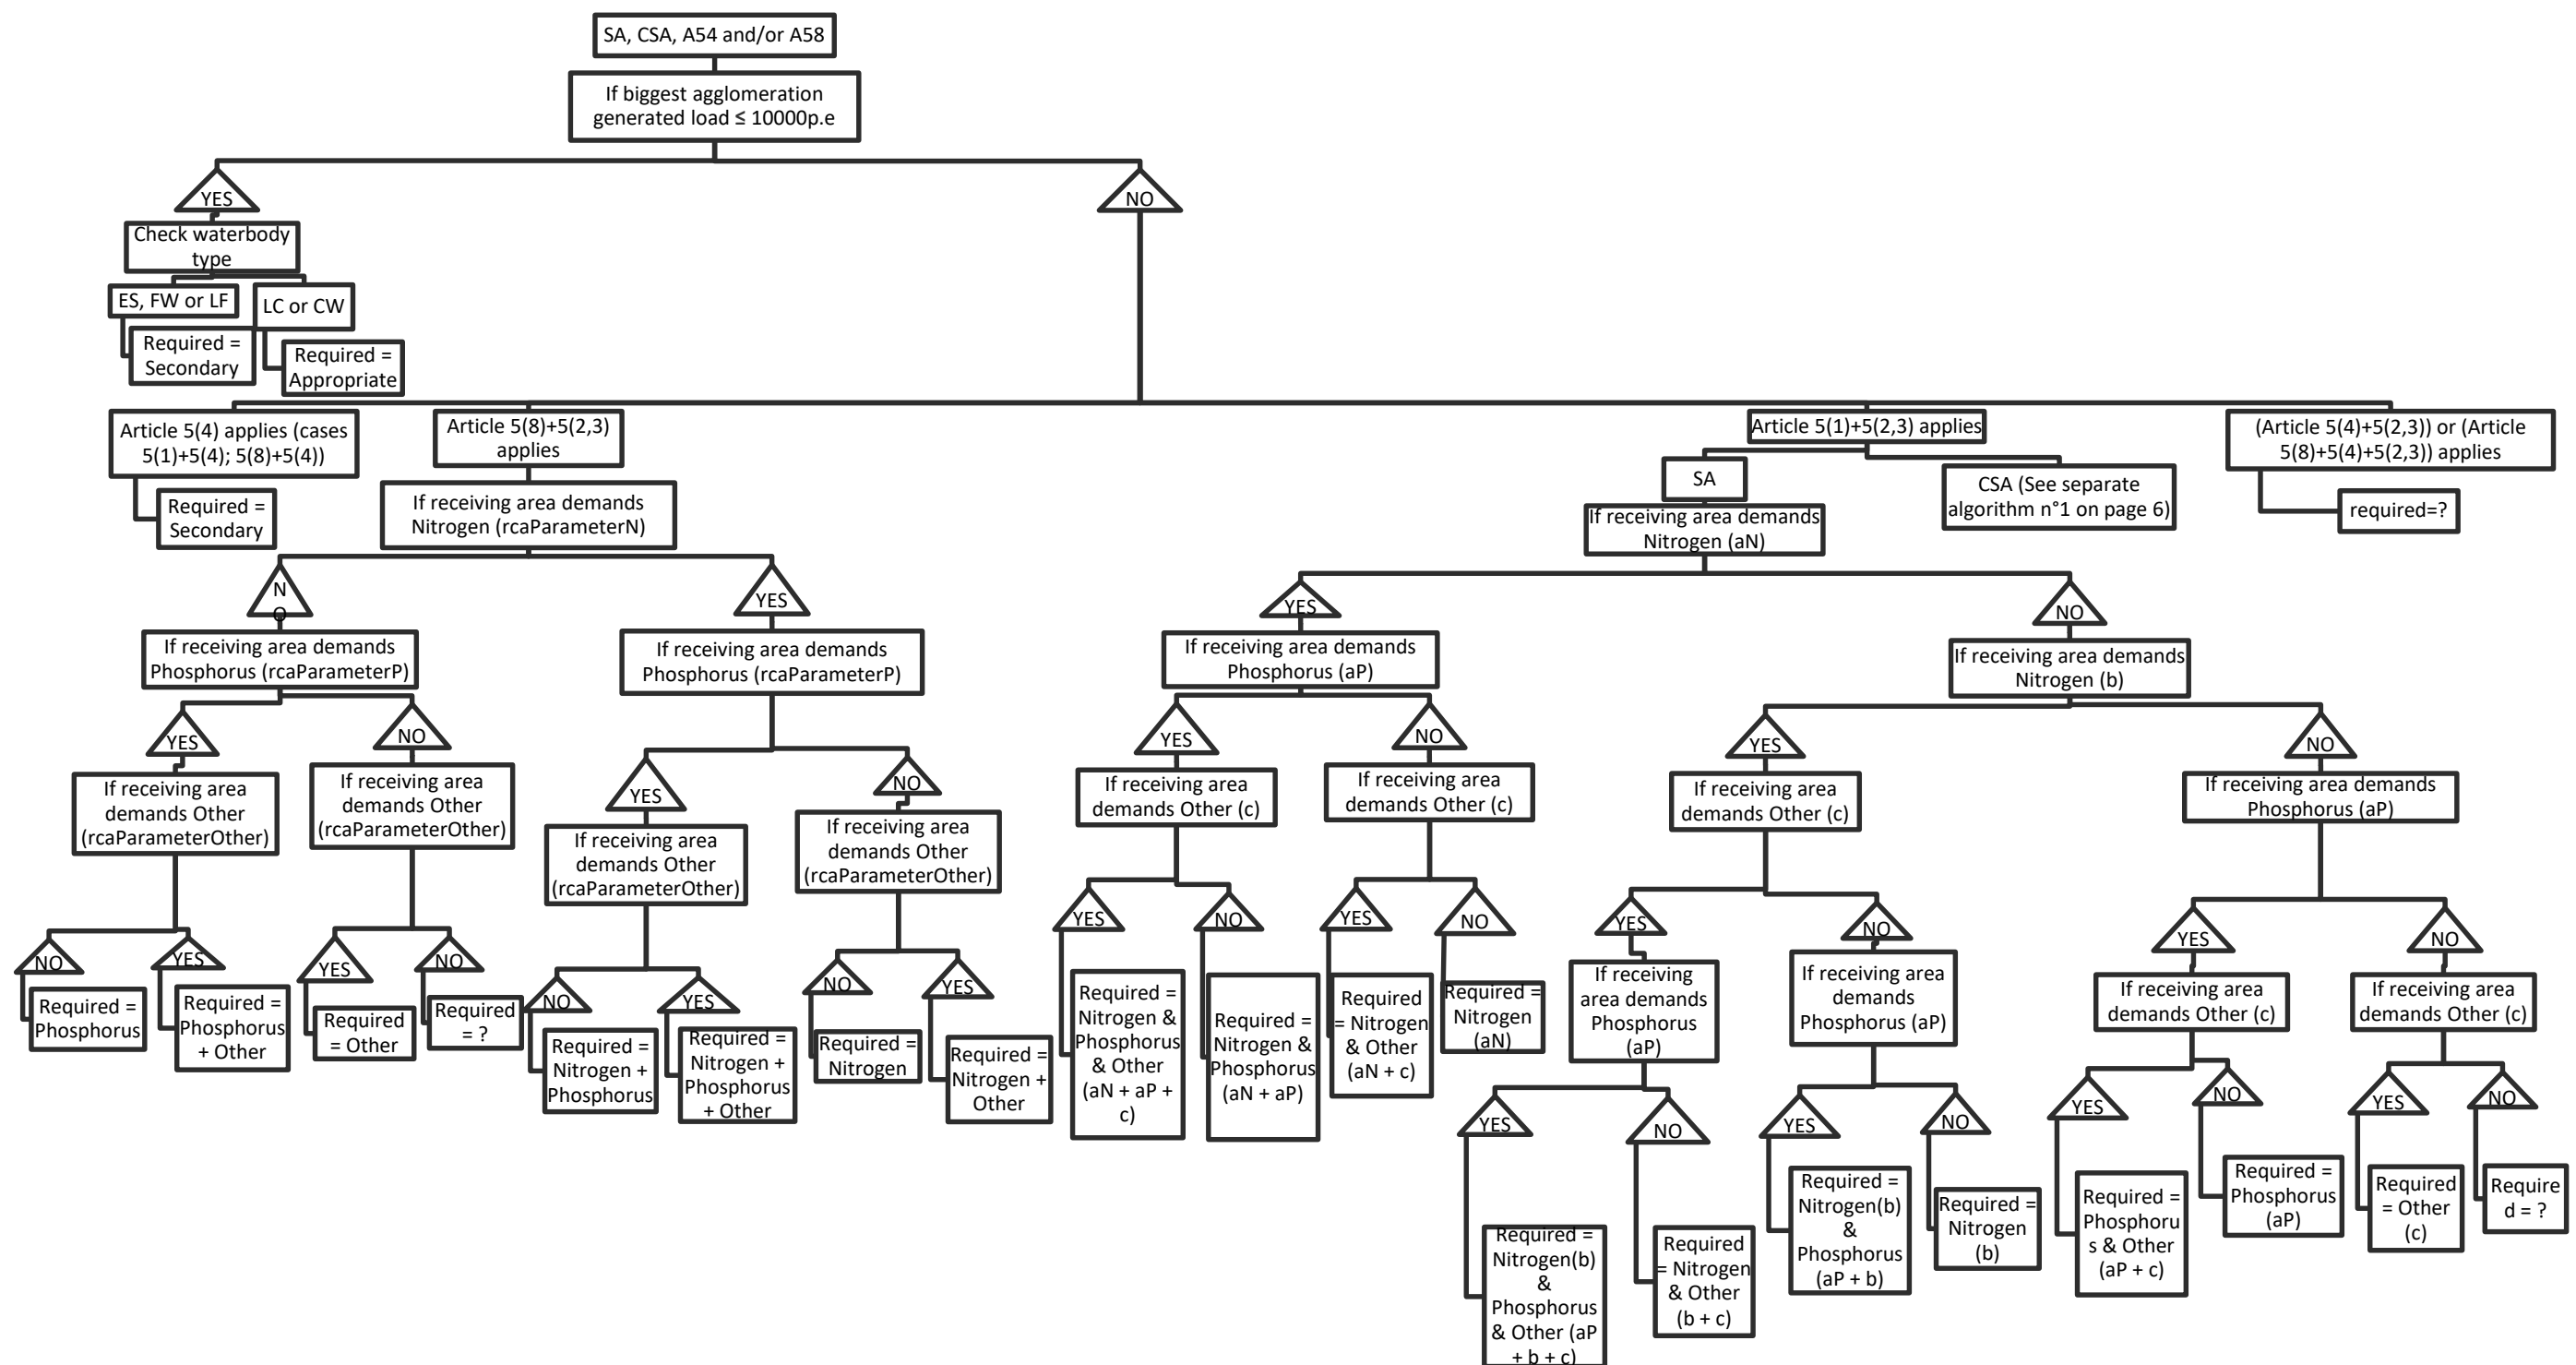 SA, CSA, A54 and/or A58
If biggest agglomeration
generated load ≤ 10000p.e
YES
NO
Check waterbody
type
ES, FW or LF
LC or CW
Required =
Secondary
Required =
Appropriate
Article 5(4) applies (cases
5(1)+5(4); 5(8)+5(4))
Required =
Secondary
Article 5(8)+5(2,3)
applies
If receiving area demands
Nitrogen (rcaParameterN)
Article 5(1)+5(2,3) applies
SA
If receiving area demands
Nitrogen (aN)
CSA (See separate
algorithm n°1 on page 6)
(Article 5(4)+5(2,3)) or (Article
5(8)+5(4)+5(2,3)) applies
required=?
N
O
YES
YES
NO
If receiving area demands
Phosphorus (rcaParameterP)
If receiving area demands
Phosphorus (rcaParameterP)
If receiving area demands
Phosphorus (aP)
If receiving area demands
Nitrogen (b)
YES
NO
YES
NO
YES
NO
YES
NO
If receiving area
demands Other
(rcaParameterOther)
If receiving area
demands Other
(rcaParameterOther)
If receiving area
demands Other
(rcaParameterOther)
If receiving area
demands Other
(rcaParameterOther)
If receiving area
demands Other (c)
If receiving area
demands Other (c)
If receiving area
demands Other (c)
If receiving area demands
Phosphorus (aP)
NO
YES
YES
NO
NO
YES
NO
YES
YES
NO
YES
NO
YES
NO
YES
NO
Required =
Phosphorus
Required =
Phosphorus
+ Other
Required
= Other
Required
= ?
Required =
Nitrogen +
Phosphorus
Required =
Nitrogen +
Phosphorus
+ Other
Required =
Nitrogen
Required =
Nitrogen +
Other
Required =
Nitrogen &
Phosphorus
& Other
(aN + aP +
c)
Required =
Nitrogen &
Phosphorus
(aN + aP)
Required
= Nitrogen
& Other
(aN + c)
Required =
Nitrogen
(aN)
If receiving
area demands
Phosphorus
(aP)
If receiving area
demands
Phosphorus (aP)
If receiving area
demands Other (c)
If receiving area
demands Other (c)
YES
NO
YES
NO
YES
NO
YES
NO
Required =
Nitrogen(b)
&
Phosphorus
& Other (aP
+ b + c)
Required
= Nitrogen
& Other
(b + c)
Required =
Nitrogen(b)
&
Phosphorus
(aP + b)
Required =
Nitrogen
(b)
Required =
Phosphoru
s & Other
(aP + c)
Required =
Phosphorus
(aP)
Required
= Other
(c)
Require
d = ?